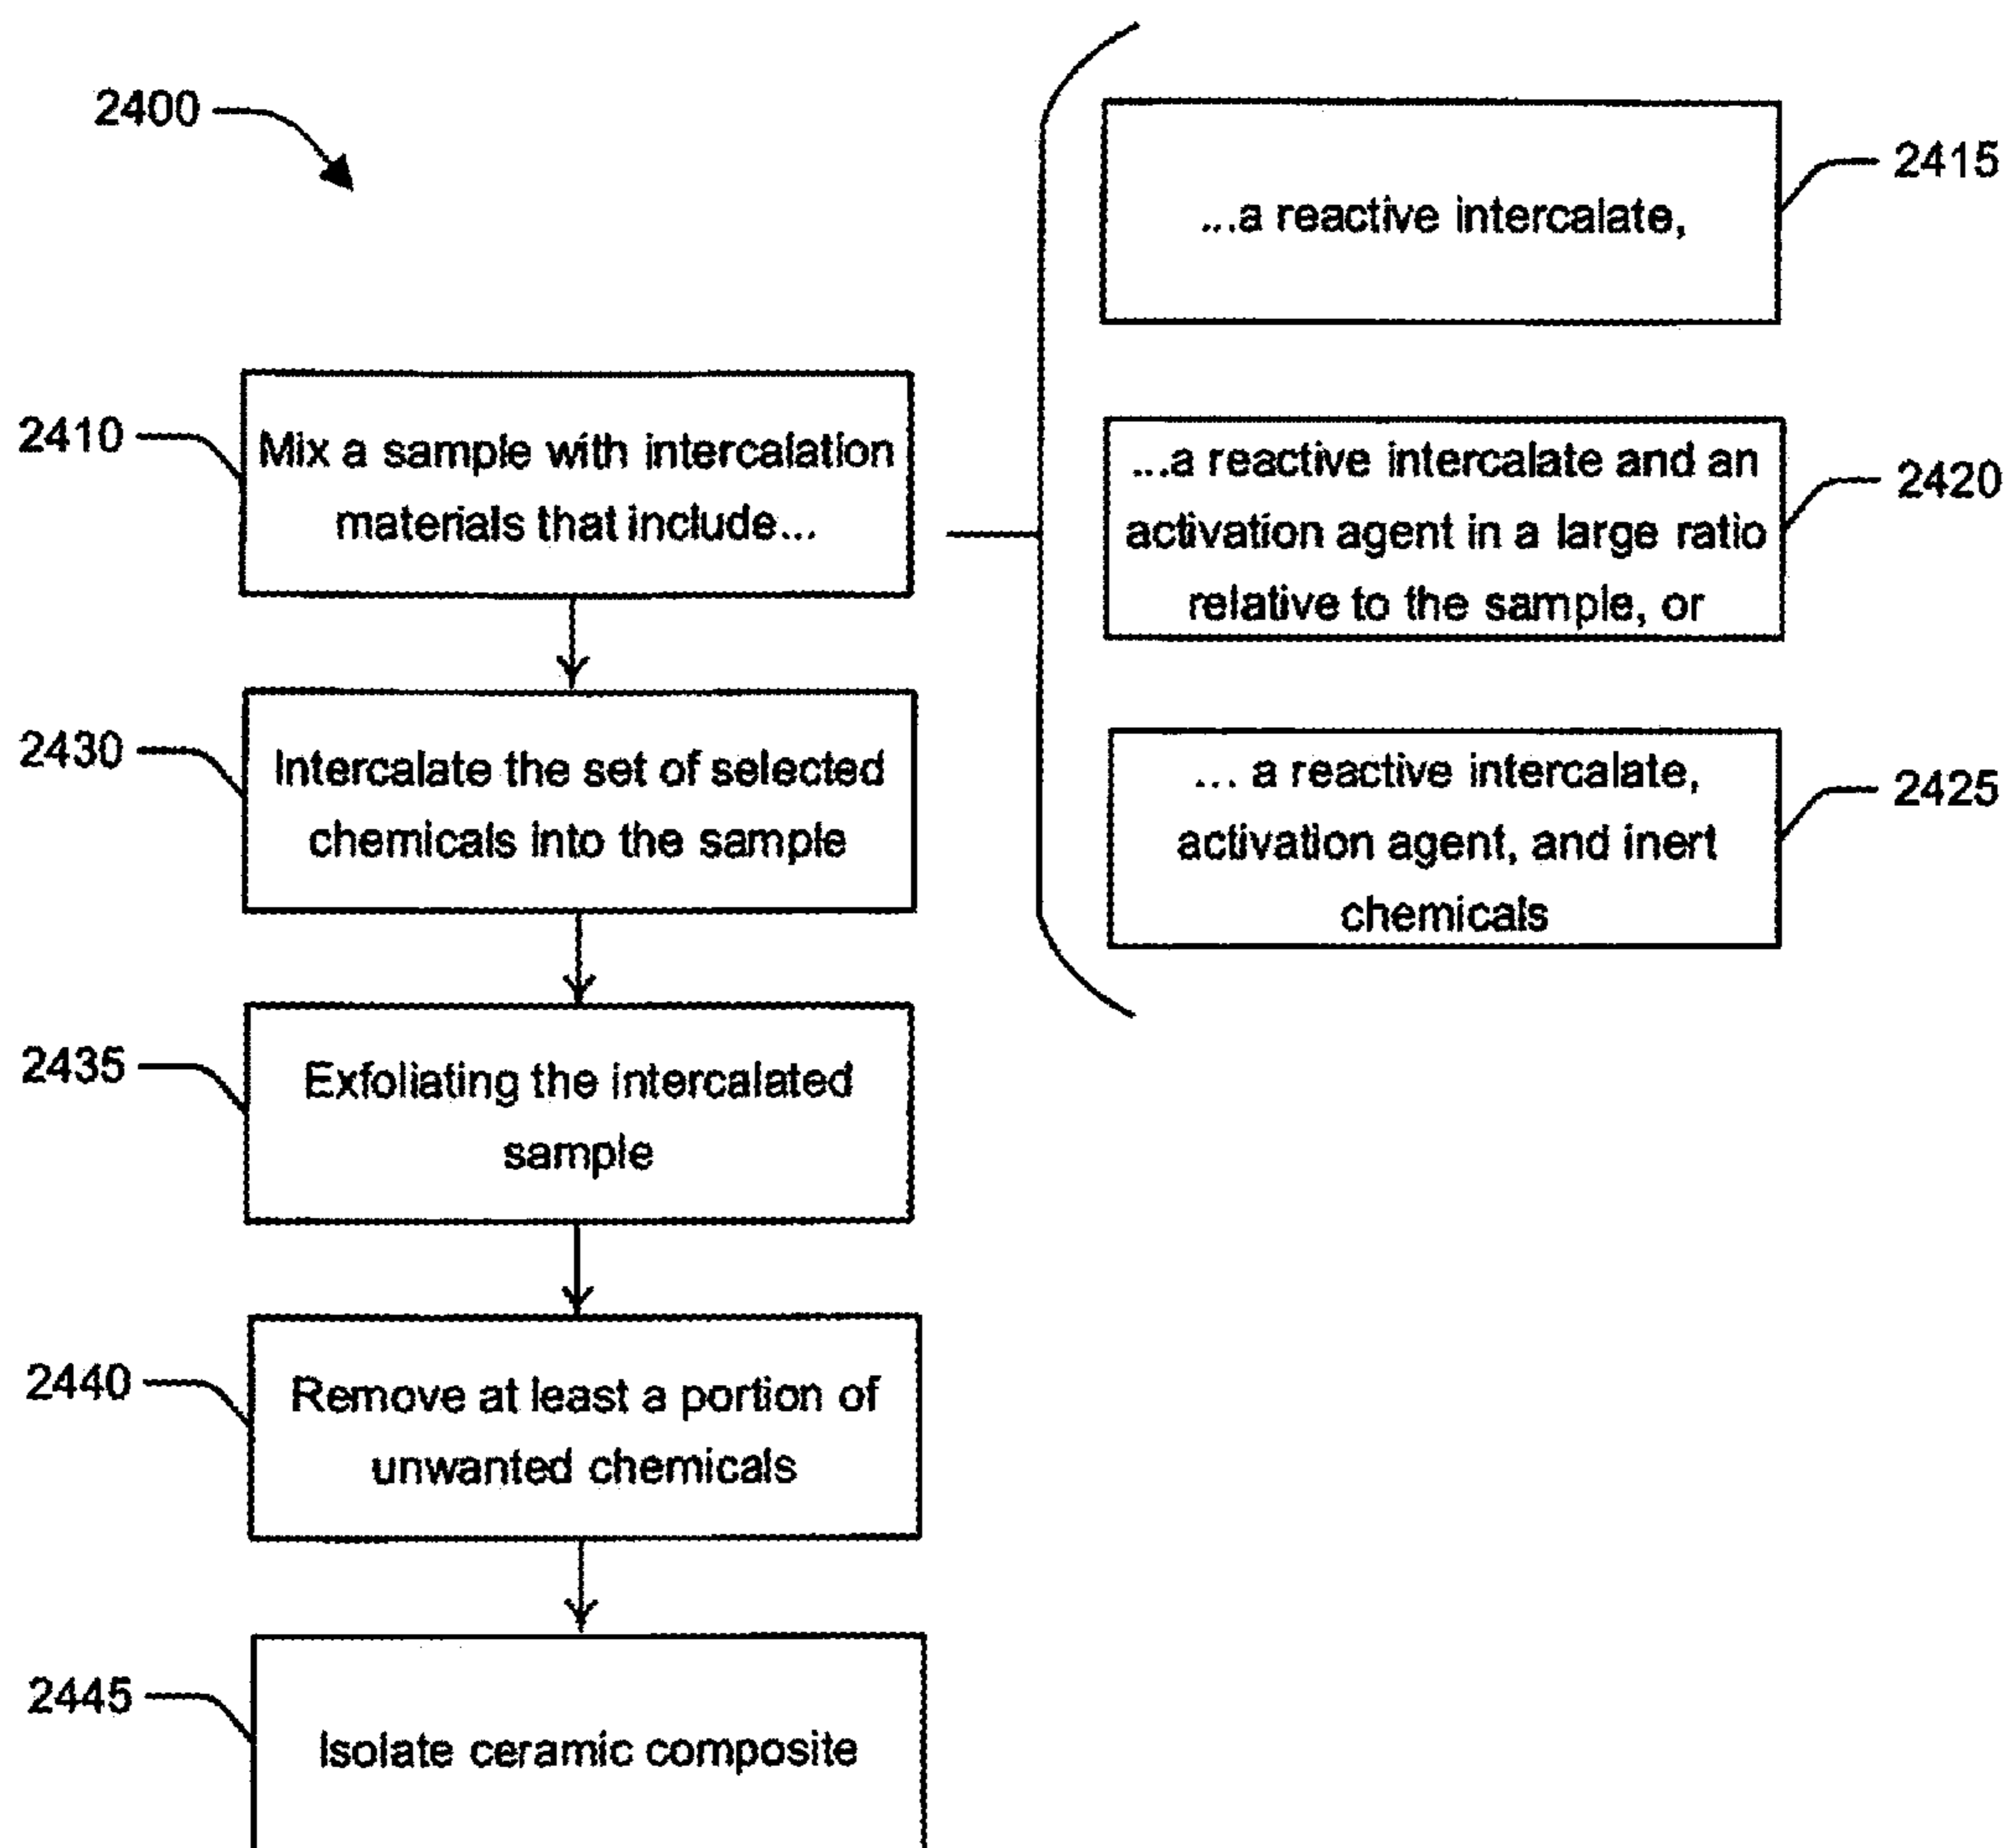 2400
2410
Mix a sample with intercalation
materials that include...
...a reactive intercalate,
2415
...a reactive intercalate and an
activation agent in a large ratio
relative to the sample, or
2420
... a reactive intercalate,
activation agent, and inert
chemicals
2425
2430
Intercalate the set of selected
chemicals into the sample
2435
Exfoliating the intercalated
sample
2440
Remove at least a portion of
unwanted chemicals
2445
Isolate ceramic composite